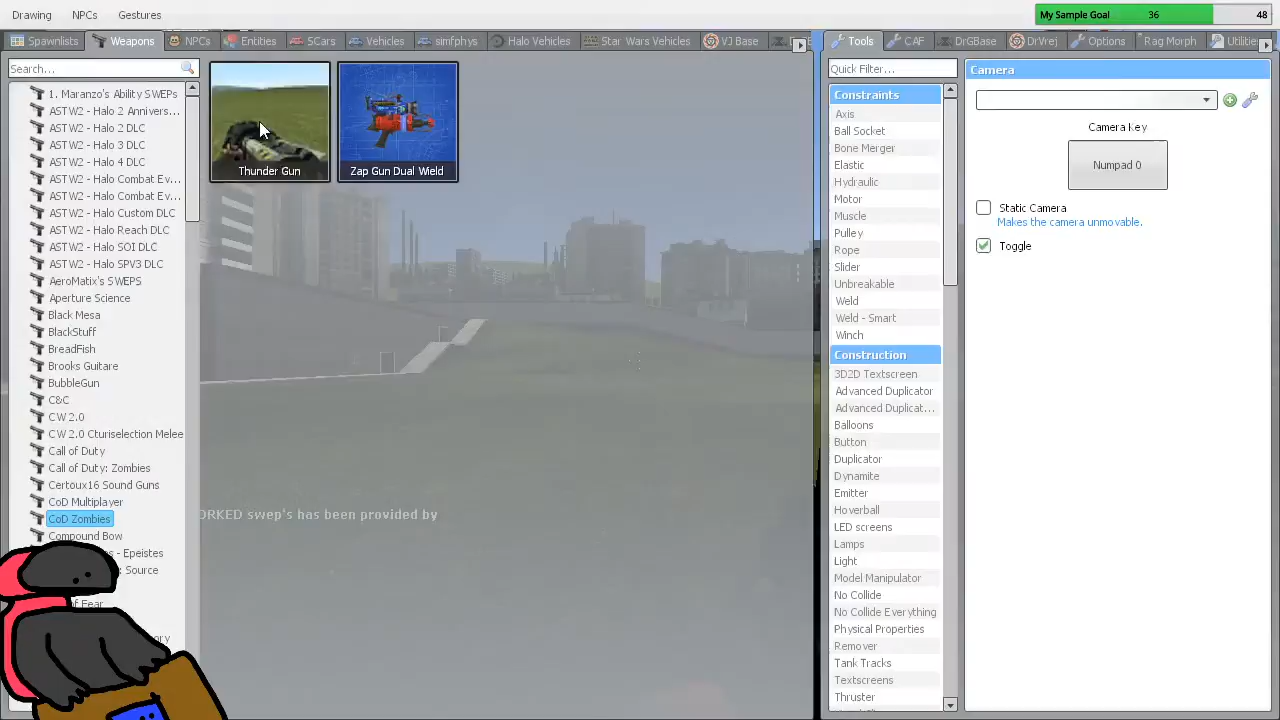 Drawing NPCs Gestures
My Sample Goal 36 48
Spawnlists Weapons NPCs Entities SCars Vehicles simfphys Halo Vehicles Star Wars Vehicles VJ Base
Tools CAF DrGBase DrVrej Options Rag Morph Utilitie
Search...
1. Maranzo's Ability SWEPs
ASTW2 - Halo 2 Annivers...
ASTW2 - Halo 2 DLC
ASTW2 - Halo 3 DLC
ASTW2 - Halo 4 DLC
ASTW2 - Halo Combat Ev...
ASTW2 - Halo Combat Ev...
ASTW2 - Halo Custom DLC
ASTW2 - Halo Reach DLC
ASTW2 - Halo SOI DLC
ASTW2 - Halo SPV3 DLC
AeroMatix's SWEPS
Aperture Science
Black Mesa
BlackStuff
BreadFish
Brooks Guitare
BubbleGun
C&C
CW 2.0
CW 2.0 Cturiselection Melee
Call of Duty
Call of Duty: Zombies
Certoux16 Sound Guns
CoD Multiplayer
CoD Zombies
Compound Bow
- Epeistes
: Source
of Fear
Thunder Gun
Zap Gun Dual Wield
ORKED swep's has been provided by
Quick Filter...
Constraints
Axis
Ball Socket
Bone Merger
Elastic
Hydraulic
Motor
Muscle
Pulley
Rope
Slider
Unbreakable
Weld
Weld - Smart
Winch
Construction
3D2D Textscreen
Advanced Duplicator
Advanced Duplicat...
Balloons
Button
Duplicator
Dynamite
Emitter
Hoverball
LED screens
Lamps
Light
Model Manipulator
No Collide
No Collide Everything
Physical Properties
Remover
Tank Tracks
Textscreens
Thruster
Camera
Camera Key
Numpad 0
Static Camera
Makes the camera unmovable.
Toggle